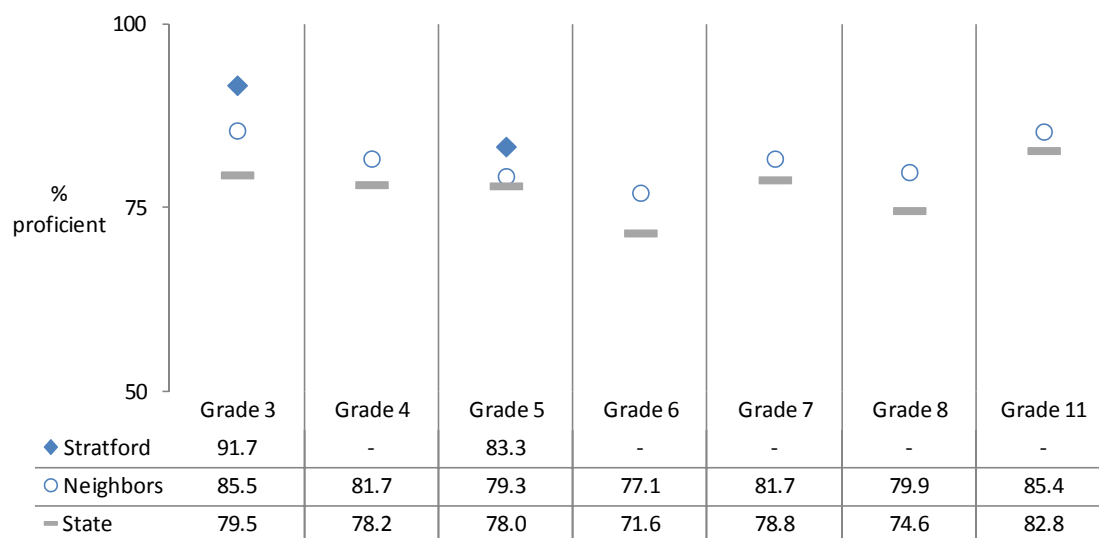 100
75
50
%
proficient
Grade 3 Grade 4 Grade 5 Grade 6 Grade 7 Grade 8 Grade 11
Stratford 91.7 - 83.3 - - - -
Neighbors 85.5 81.7 79.3 77.1 81.7 79.9 85.4
State 79.5 78.2 78.0 71.6 78.8 74.6 82.8